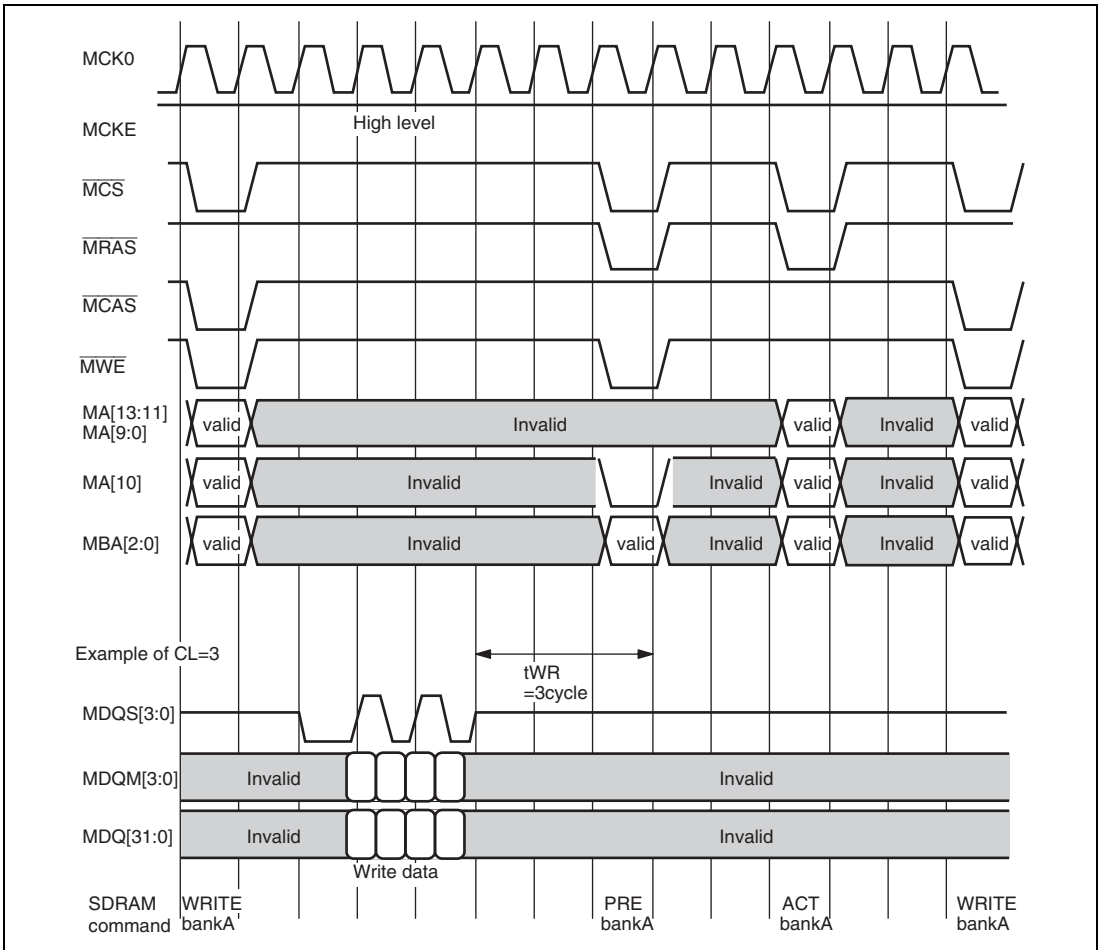 MCK0
High level
MCKE
MCS
MRAS
MCAS
MWE
MA[13:11] valid Invalid valid Invalid valid
MA[9:0]
MA[10] valid Invalid Invalid valid Invalid valid
MBA[2:0] valid Invalid valid Invalid valid Invalid valid
Example of CL=3
tWR
=3cycle
MDQS[3:0]
MDQM[3:0] Invalid Invalid
MDQ[31:0] Invalid Invalid
Write data
SDRAM WRITE PRE ACT WRITE
command bankA bankA bankA bankA